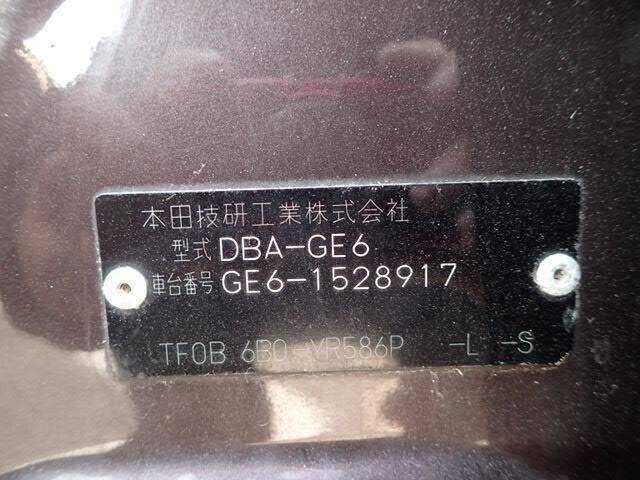 本田技研工業株式会社
型式 DBA-GE6
車台番号 GE6-1528917
TF0B 6B0-YR586P -L -S